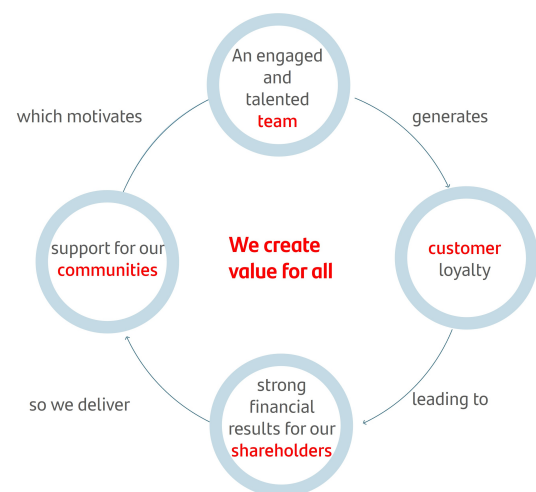 An engaged
and
talented
team
generates
customer
loyalty
leading to
strong
financial
results for our
shareholders
so we deliver
support for our
communities
which motivates
We create
value for all